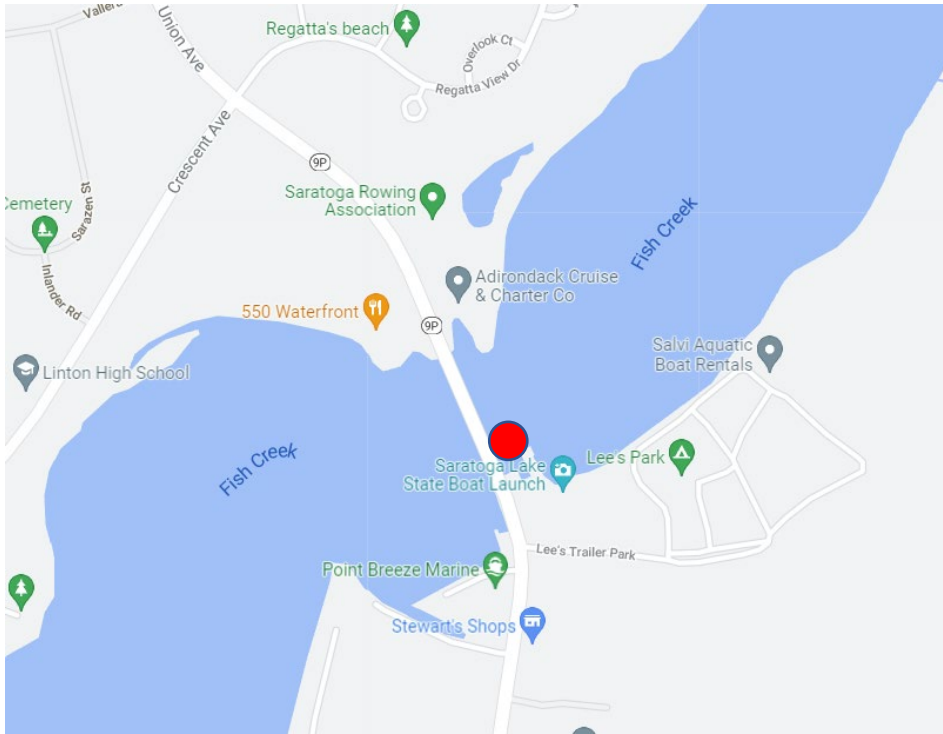 Union Ave
Regatta's beach
Overlook Ct
Regatta View Dr
Crescent Ave
9P
Saratoga Rowing
Association
Cemetery
Sarazen St
Inlander Rd
Fish Creek
Adirondack Cruise
& Charter Co
550 Waterfront
9P
Salvi Aquatic
Boat Rentals
Linton High School
Fish Creek
Saratoga Lake
State Boat Launch
Lee's Park
Lee's Trailer Park
Point Breeze Marine
Stewart's Shops